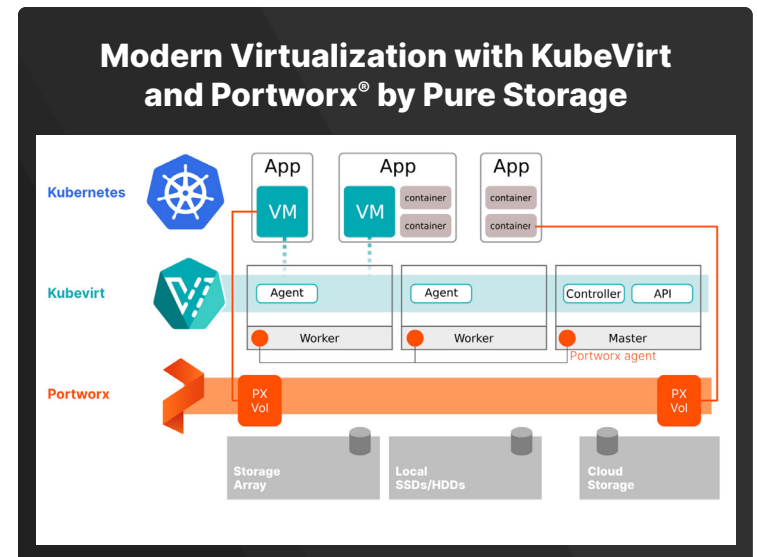 Modern Virtualization with KubeVirt
and Portworx® by Pure Storage
Kubernetes
App
VM
App
VM
container
container
App
container
container
Kubevirt
Agent
Worker
Agent
Worker
Controller
API
Master
Portworx agent
Portworx
PX
Vol
PX
Vol
Storage
Array
Local
SSDs/HDDs
Cloud
Storage